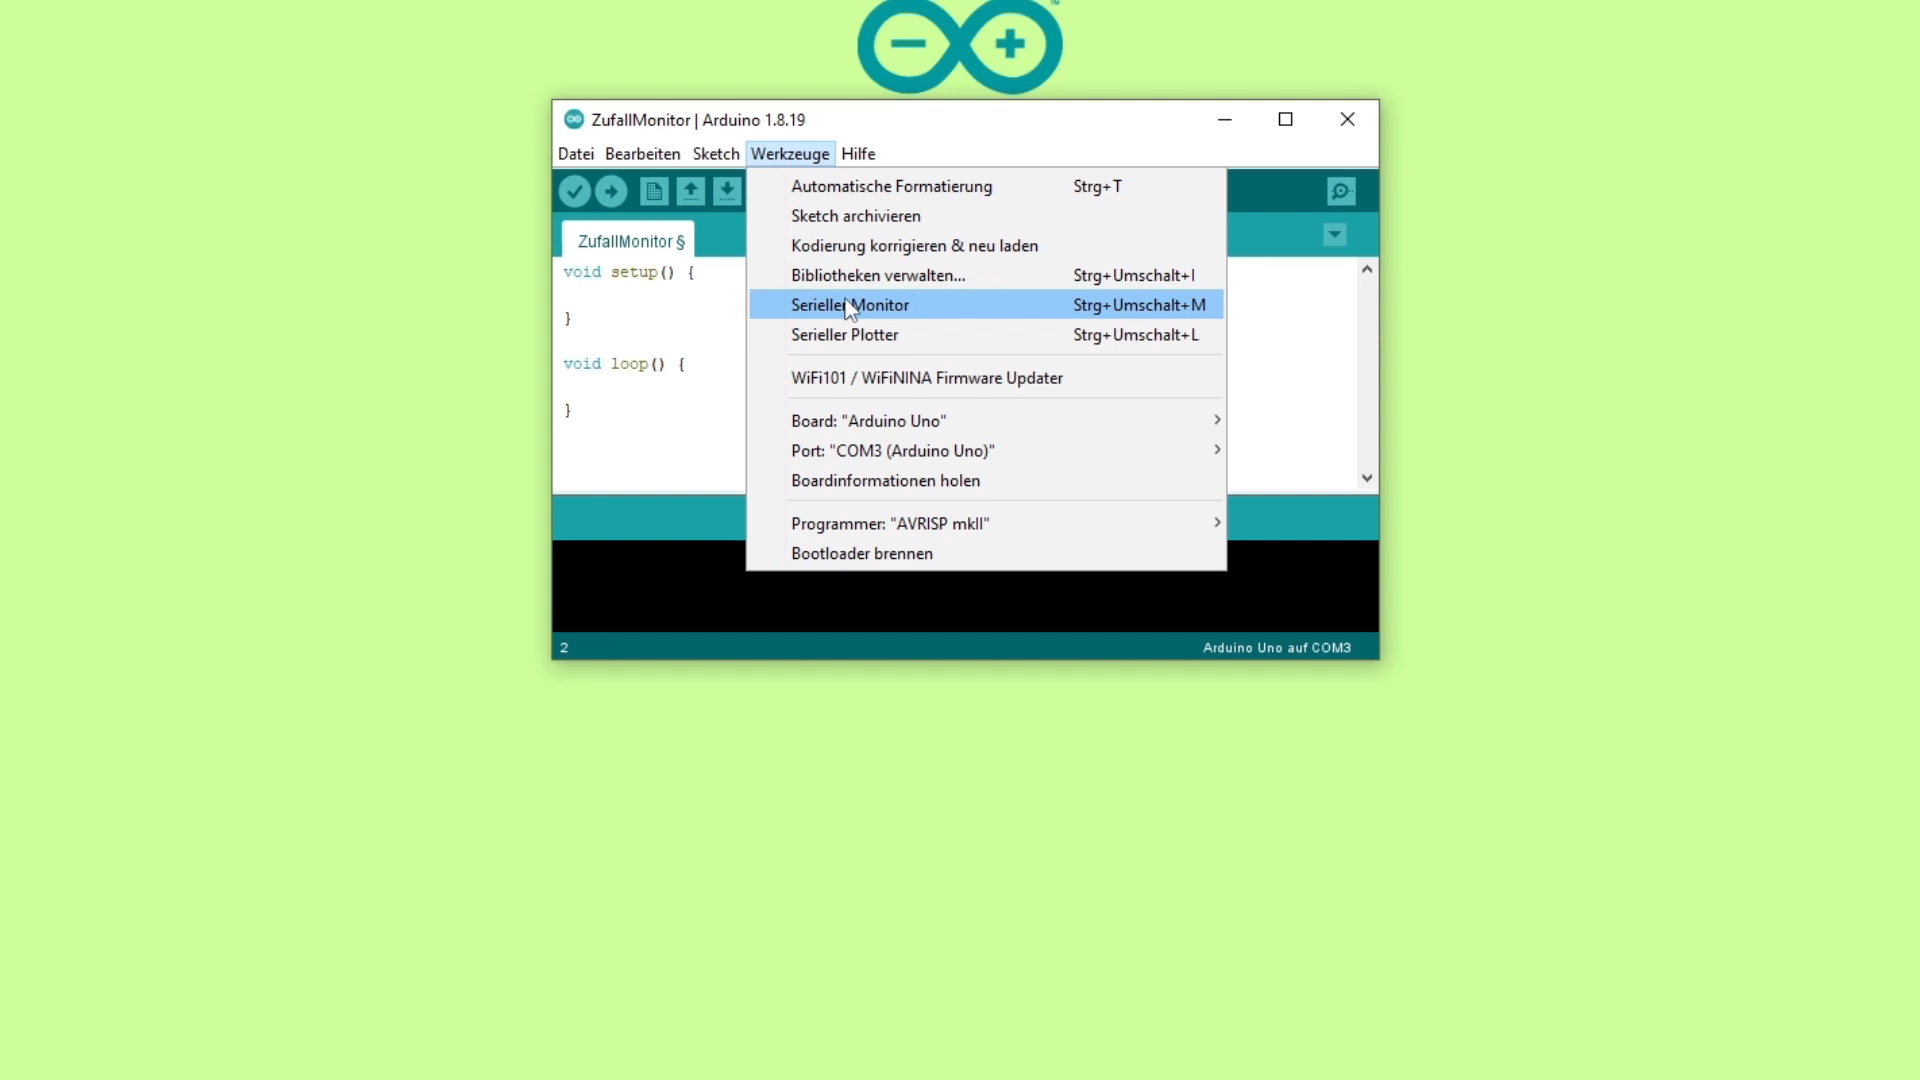 ZufallMonitor | Arduino 1.8.19
Datei Bearbeiten Sketch Werkzeuge Hilfe
Automatische Formatierung Strg+T
Sketch archivieren
Kodierung korrigieren & neu laden
Bibliotheken verwalten... Strg+Umschalt+I
Serieller Monitor Strg+Umschalt+M
Serieller Plotter Strg+Umschalt+L
WiFi101 / WiFiNINA Firmware Updater
Board: "Arduino Uno"
Port: "COM3 (Arduino Uno)"
Boardinformationen holen
Programmer: "AVRISP mkII"
Bootloader brennen
ZufallMonitor §
void setup() {
}
void loop() {
}
2 Arduino Uno auf COM3